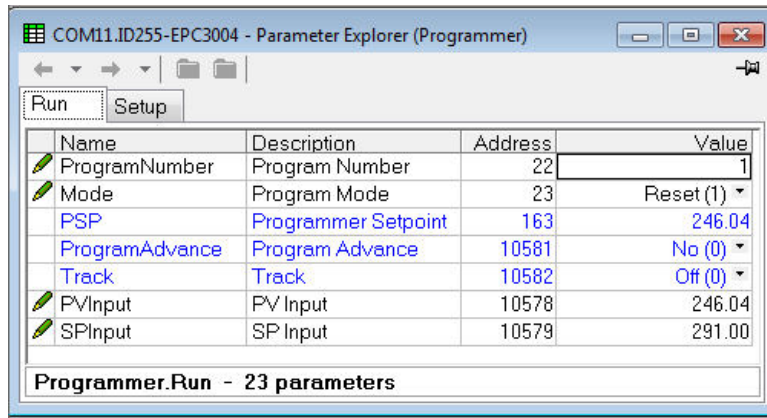 COM11.ID255-EPC3004 - Parameter Explorer (Programmer)
Run Setup
Name Description Address Value
ProgramNumber Program Number 22 1
Mode Program Mode 23 Reset (1)
PSP Programmer Setpoint 163 246.04
ProgramAdvance Program Advance 10581 No (0)
Track Track 10582 Off (0)
PVInput PV Input 10578 246.04
SPInput SP Input 10579 291.00
Programmer.Run - 23 parameters